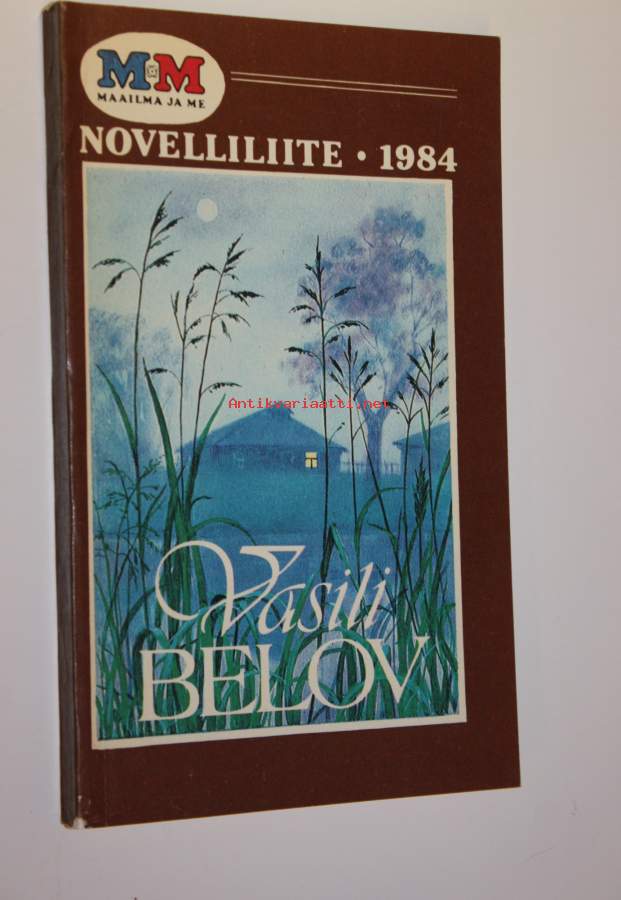 M M
MAAILMA JA ME
NOVELLILIITE • 1984
Antikvariaatti.net
Vasili
BELOV